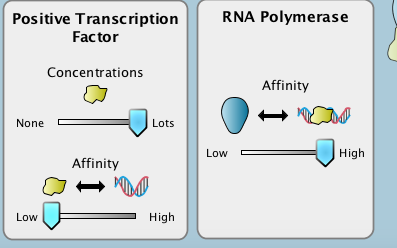 Positive Transcription
Factor
Concentrations
None Lots
Affinity
Low High
RNA Polymerase
Affinity
Low High